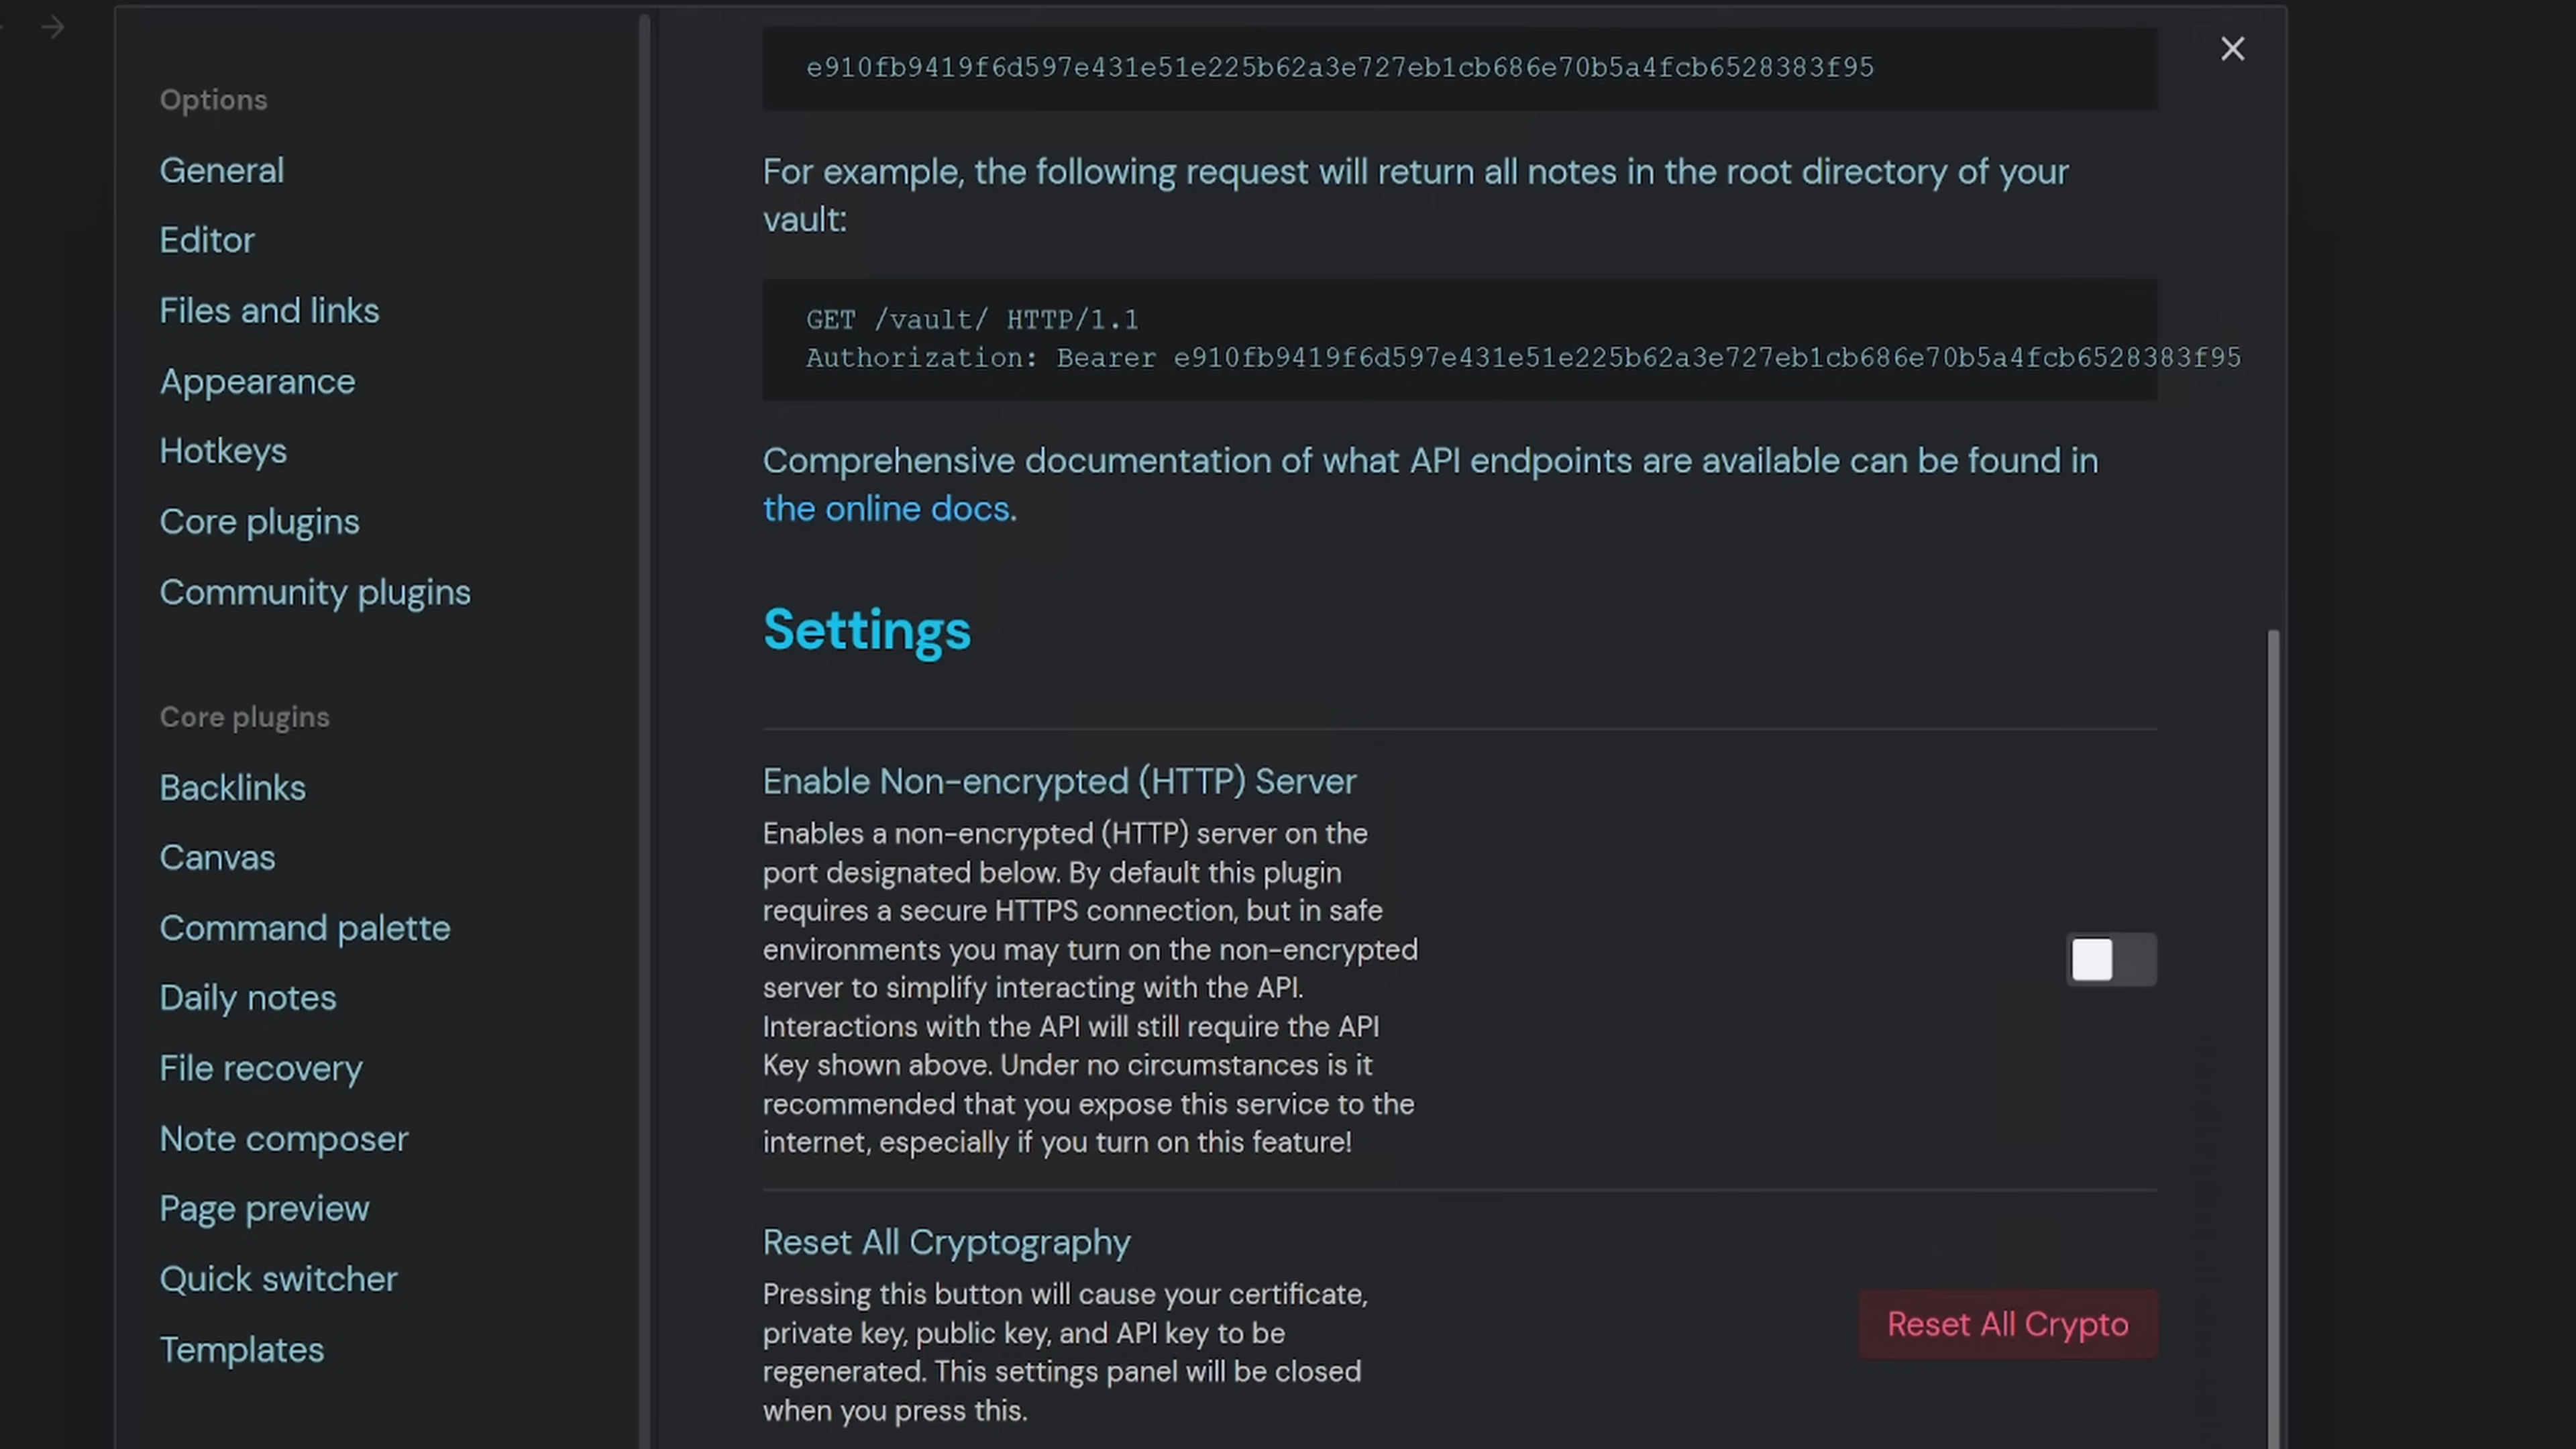 Options
General
Editor
Files and links
Appearance
Hotkeys
Core plugins
Community plugins
Core plugins
Backlinks
Canvas
Command palette
Daily notes
File recovery
Note composer
Page preview
Quick switcher
Templates
e910fb9419f6d597e431e51e225b62a3e727eb1cb686e70b5a4fcb6528383f95
For example, the following request will return all notes in the root directory of your
vault:
GET /vault/ HTTP/1.1
Authorization: Bearer e910fb9419f6d597e431e51e225b62a3e727eb1cb686e70b5a4fcb6528383f95
Comprehensive documentation of what API endpoints are available can be found in
the online docs.
Settings
Enable Non-encrypted (HTTP) Server
Enables a non-encrypted (HTTP) server on the
port designated below. By default this plugin
requires a secure HTTPS connection, but in safe
environments you may turn on the non-encrypted
server to simplify interacting with the API.
Interactions with the API will still require the API
Key shown above. Under no circumstances is it
recommended that you expose this service to the
internet, especially if you turn on this feature!
Reset All Cryptography
Pressing this button will cause your certificate,
private key, public key, and API key to be
regenerated. This settings panel will be closed
when you press this.
Reset All Crypto